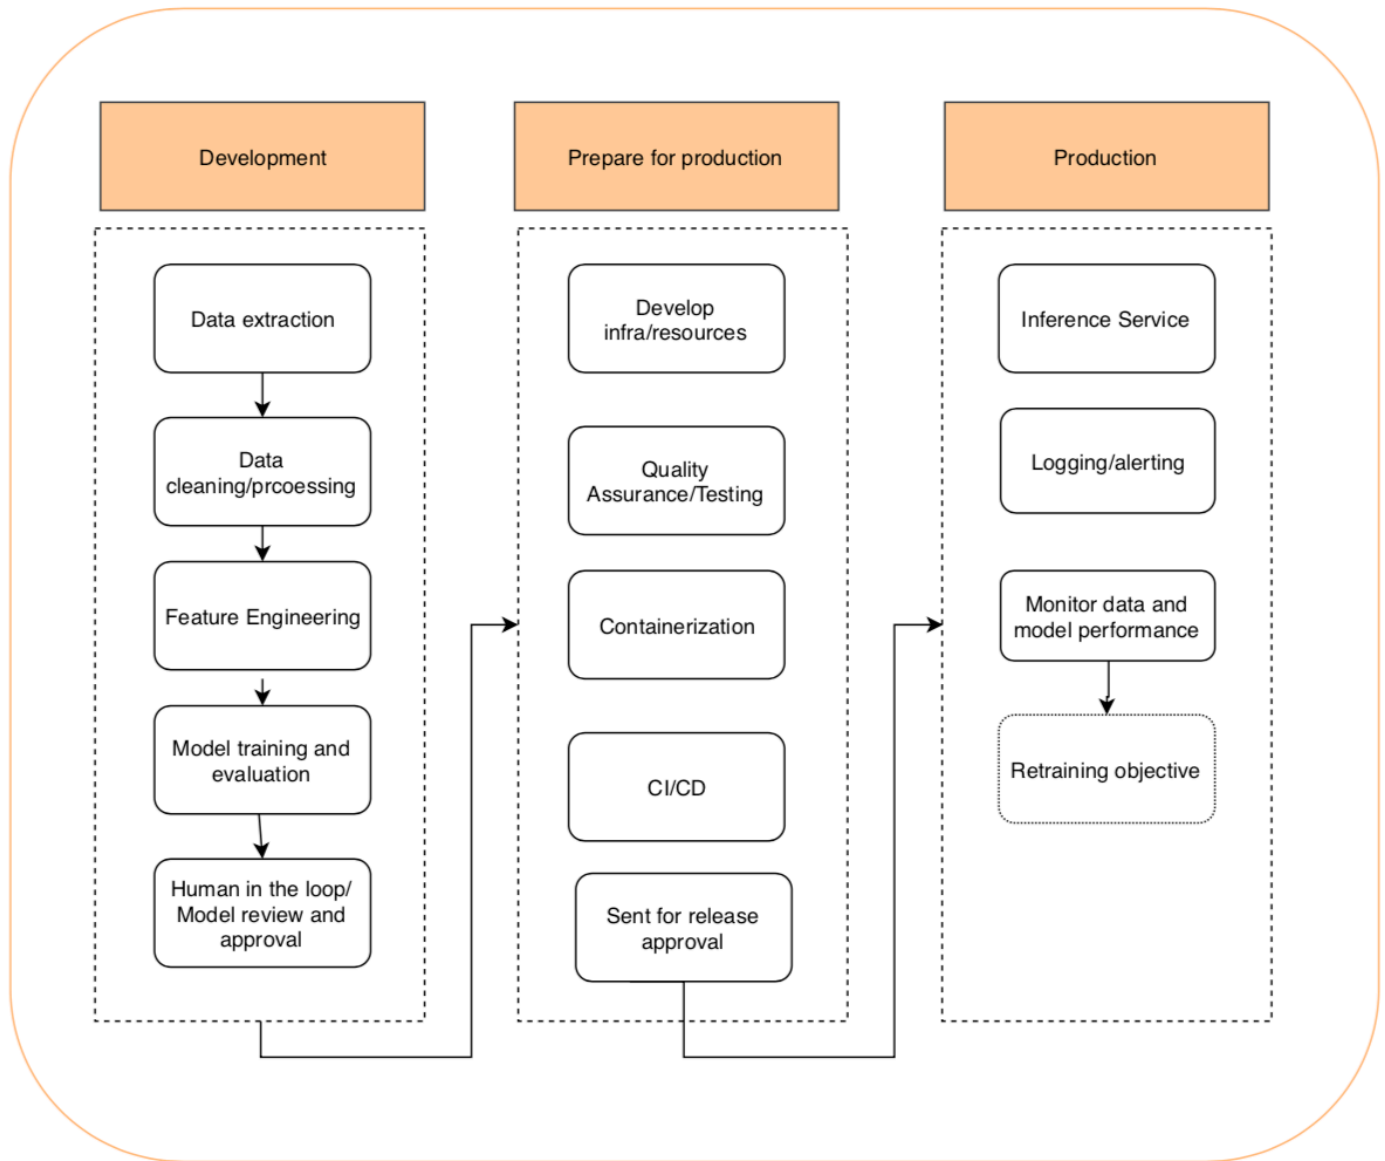 Development
Data extraction
Data
cleaning/prcoessing
Feature Engineering
Model training and
evaluation
Human in the loop/
Model review and
approval
Prepare for production
Develop
infra/resources
Quality
Assurance/Testing
Containerization
CI/CD
Sent for release
approval
Production
Inference Service
Logging/alerting
Monitor data and
model performance
Retraining objective